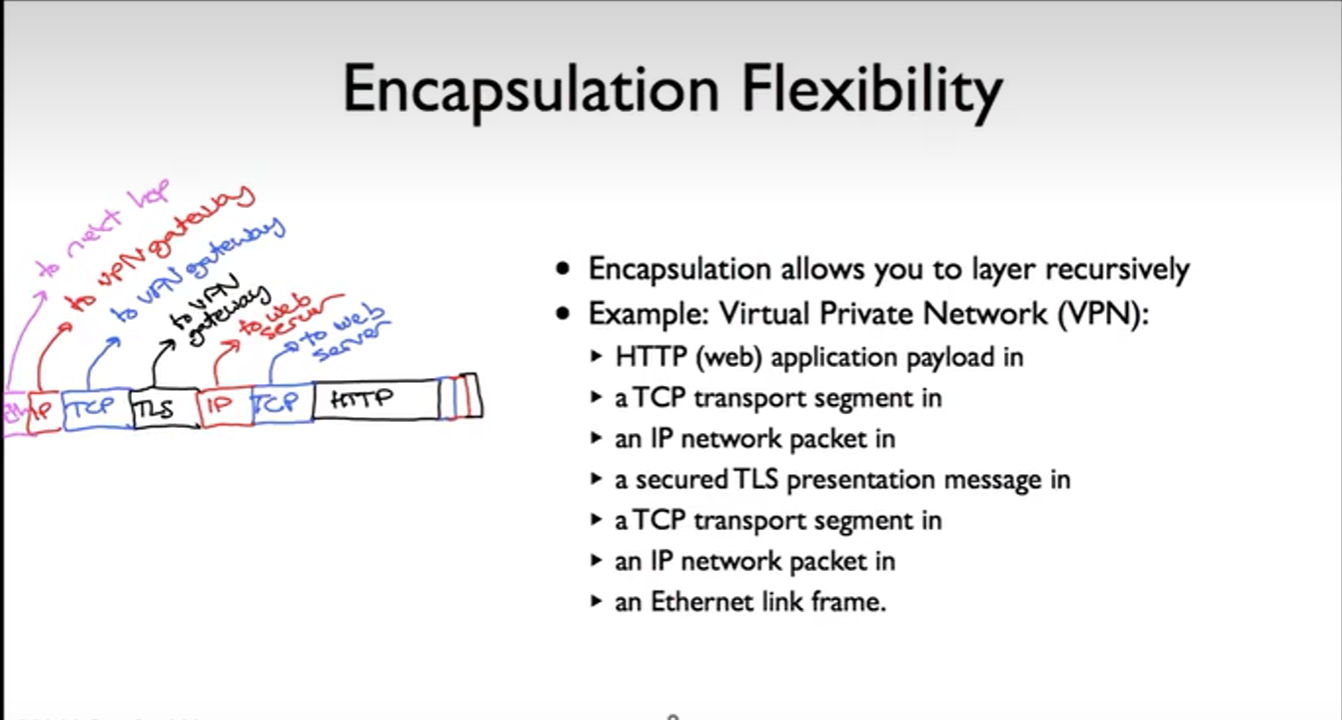 Encapsulation Flexibility
to next hop
to VPN gateway
to VPN gateway
to VPN
gateway
to web
server
to web
server
IP TCP TLS IP TCP HTTP
• Encapsulation allows you to layer recursively
• Example: Virtual Private Network (VPN):
‣ HTTP (web) application payload in
‣ a TCP transport segment in
‣ an IP network packet in
‣ a secured TLS presentation message in
‣ a TCP transport segment in
‣ an IP network packet in
‣ an Ethernet link frame.